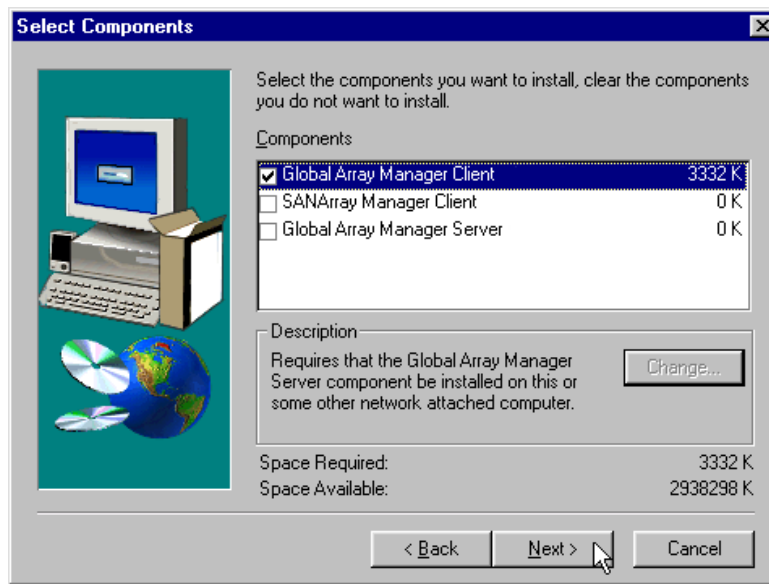 Select Components
Select the components you want to install, clear the components
you do not want to install.
Components
Global Array Manager Client 3332 K
SANArray Manager Client 0 K
Global Array Manager Server 0 K
Description
Requires that the Global Array Manager
Server component be installed on this or
some other network attached computer.
Change...
Space Required: 3332 K
Space Available: 2938298 K
< Back Next > Cancel